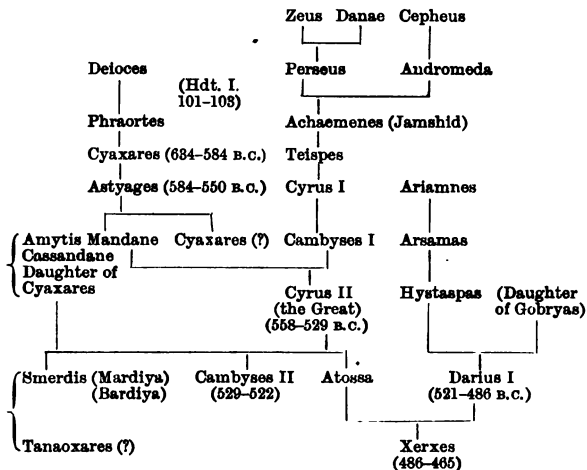 Zeus Danae Cepheus
Deioces
(Hdt. I.
101–103)
Perseus Andromeda
Phraortes Achaemenes (Jamshid)
Cyaxares (634–584 B.C.) Teispes
Astyages (584–550 B.C.) Cyrus I Ariamnes
Amytis Mandane Cyaxares (?) Cambyses I Arsamas
Cassandane
Daughter of
Cyaxares
Cyrus II
(the Great)
(558–529 B.C.)
Hystaspas (Daughter
of Gobryas)
Smerdis (Mardiya) Cambyses II Atossa Darius I
(Bardiya) (529–522) (521–486 B.C.)
Tanaoxares (?) Xerxes
(486–465)